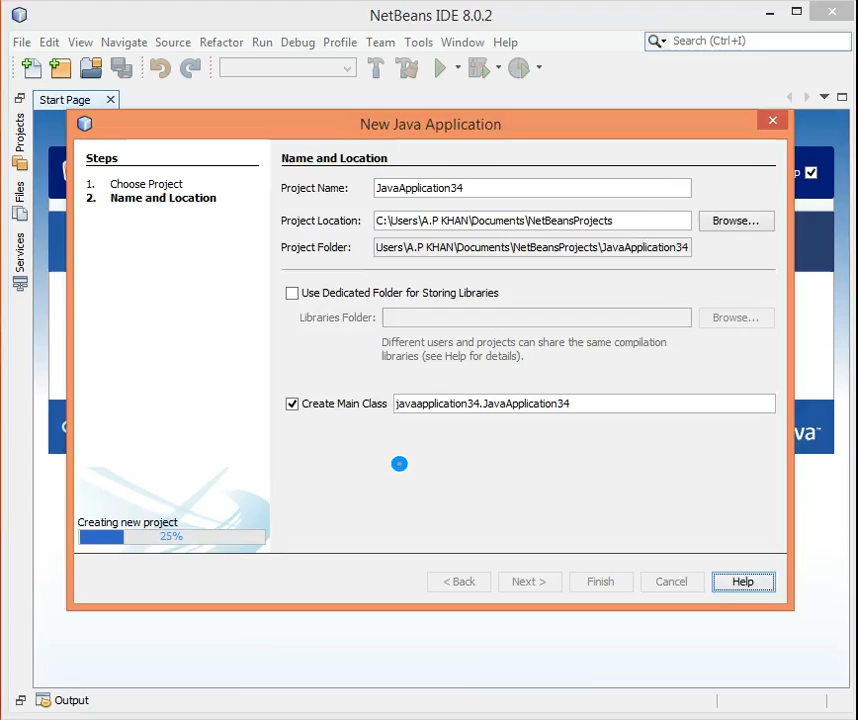 NetBeans IDE 8.0.2
File Edit View Navigate Source Refactor Run Debug Profile Team Tools Window Help
Search (Ctrl+I)
Start Page
Projects
Files
Services
New Java Application
Steps
1. Choose Project
2. Name and Location
Name and Location
Project Name: JavaApplication34
Project Location: C:\Users\A.P KHAN\Documents\NetBeansProjects Browse...
Project Folder: Users\A.P KHAN\Documents\NetBeansProjects\JavaApplication34
Use Dedicated Folder for Storing Libraries
Libraries Folder: Browse...
Different users and projects can share the same compilation
libraries (see Help for details).
Create Main Class javaapplication34.JavaApplication34
Creating new project
25%
< Back Next > Finish Cancel Help
Output